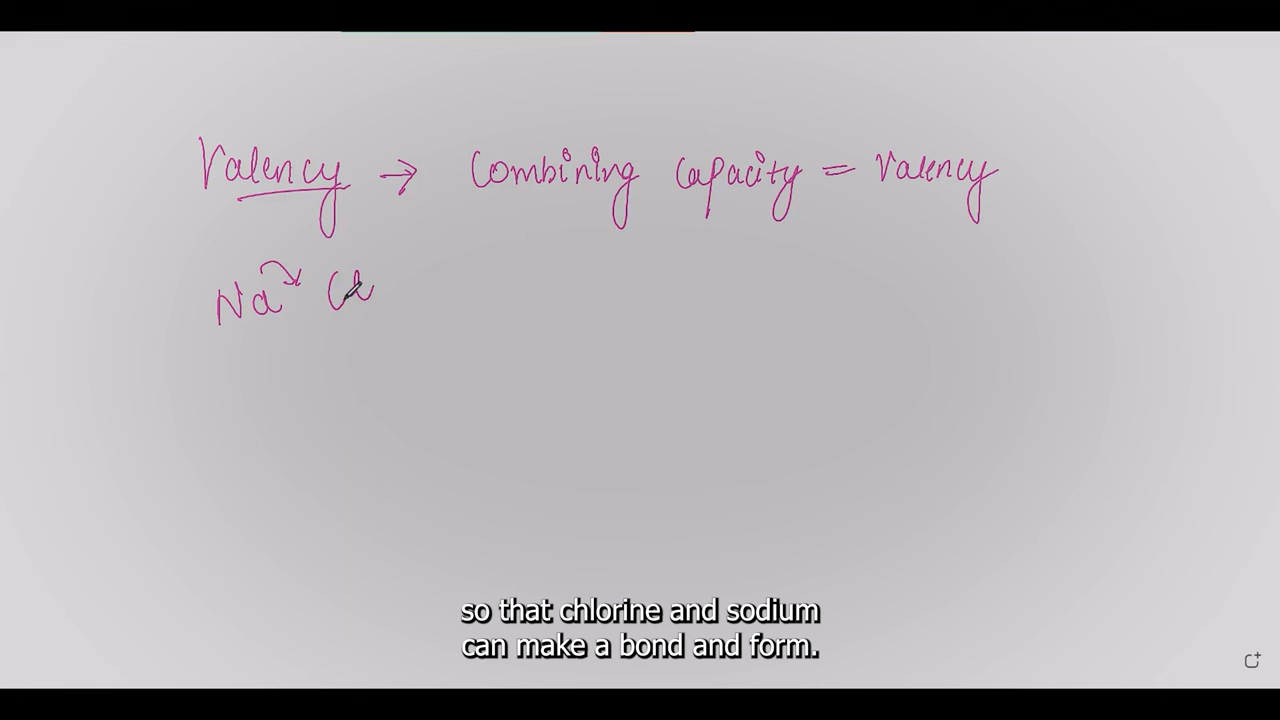 Valency → Combining capacity = Valency
Na Cl
so that chlorine and sodium
can make a bond and form.